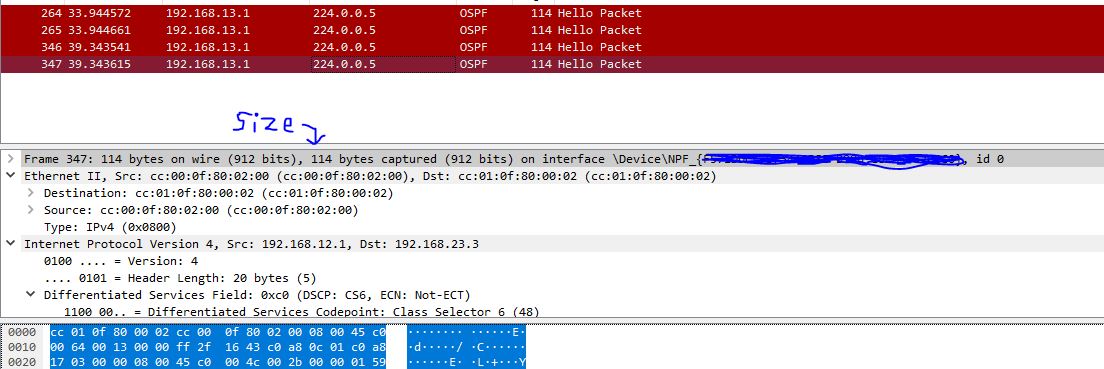 264 33.944572 192.168.13.1 224.0.0.5 OSPF 114 Hello Packet
265 33.944661 192.168.13.1 224.0.0.5 OSPF 114 Hello Packet
346 39.343541 192.168.13.1 224.0.0.5 OSPF 114 Hello Packet
347 39.343615 192.168.13.1 224.0.0.5 OSPF 114 Hello Packet
Size
Frame 347: 114 bytes on wire (912 bits), 114 bytes captured (912 bits) on interface \Device\NPF_{ }, id 0
Ethernet II, Src: cc:00:0f:80:02:00 (cc:00:0f:80:02:00), Dst: cc:01:0f:80:00:02 (cc:01:0f:80:00:02)
Destination: cc:01:0f:80:00:02 (cc:01:0f:80:00:02)
Source: cc:00:0f:80:02:00 (cc:00:0f:80:02:00)
Type: IPv4 (0x0800)
Internet Protocol Version 4, Src: 192.168.12.1, Dst: 192.168.23.3
0100 .... = Version: 4
.... 0101 = Header Length: 20 bytes (5)
Differentiated Services Field: 0xc0 (DSCP: CS6, ECN: Not-ECT)
1100 00.. = Differentiated Services Codepoint: Class Selector 6 (48)
0000 cc 01 0f 80 00 02 cc 00 0f 80 02 00 08 00 45 c0 ········ ······E·
0010 00 64 00 13 00 00 ff 2f 16 43 c0 a8 0c 01 c0 a8 ·d·····/ ·C······
0020 17 03 00 00 08 00 45 c0 00 4c 00 2b 00 00 01 59 ······E· ·L·+···Y